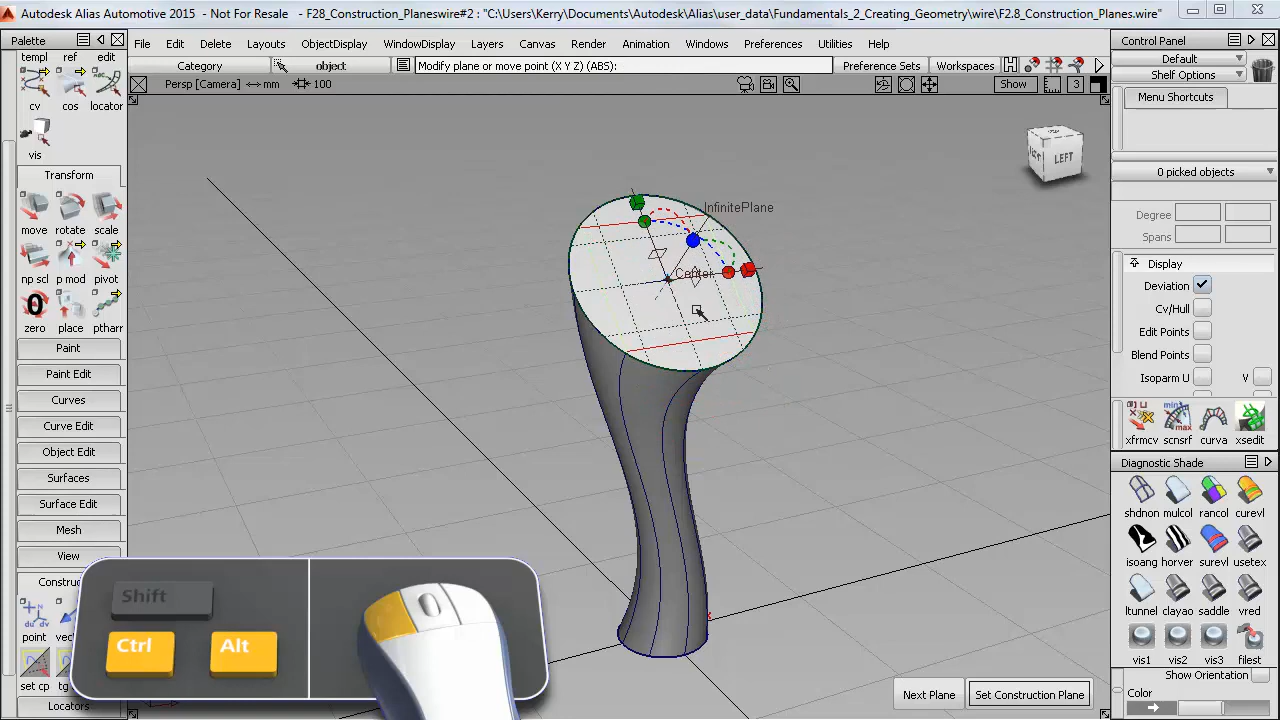 Autodesk Alias Automotive 2015 - Not For Resale - F28_Construction_Planeswire#2 : "C:\Users\Kerry\Documents\Autodesk\Alias\user_data\Fundamentals_2_Creating_Geometry\wire\F2.8_Construction_Planes.wire"
Palette
File Edit Delete Layouts ObjectDisplay WindowDisplay Layers Canvas Render Animation Windows Preferences Utilities Help
Control Panel
Category object Modify plane or move point (X Y Z) (ABS): Preference Sets Workspaces
Default
Shelf Options
Persp [Camera] mm 100 Show 3
Menu Shortcuts
templ ref edit
cv cos locator
vis
Transform
move rotate scale
n scl n mod pivot
0
zero place ptharr
Paint
Paint Edit
Curves
Curve Edit
Object Edit
Surfaces
Surface Edit
Mesh
View
point
set cp tg
Locators
LEFT
InfinitePlane
Center
Shift
Ctrl Alt
Next Plane Set Construction Plane
0 picked objects
Degree
Spans
Display
Deviation
Cv/Hull
Edit Points
Blend Points
Isoparm U V
xfrmcv scnsrf curva xsedit
Diagnostic Shade
shdnon mulcol rancol curevl
isoang horver surevl usetex
ltunnel clayao saddle vred
vis1 vis2 vis3 filest
Show Orientation
Color